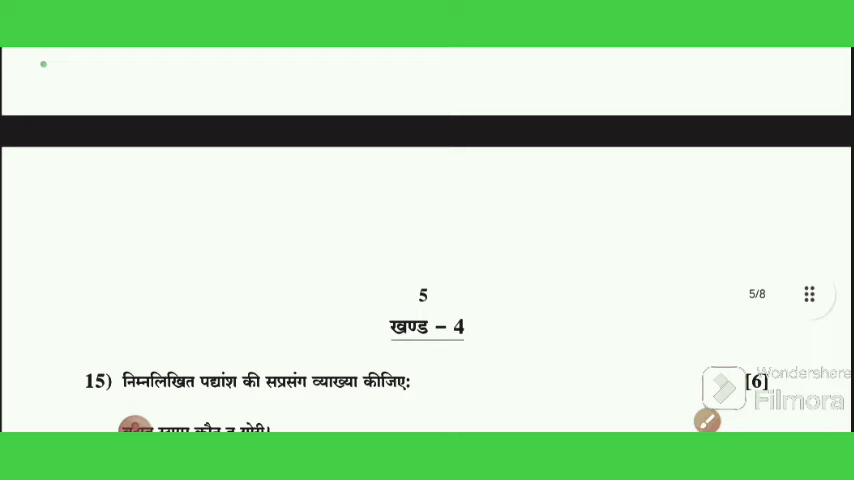 5
5/8
खण्ड – 4
15) निम्नलिखित पद्यांश की सप्रसंग व्याख्या कीजिए: [6]
Wondershare
Filmora
स्याम कौन तू गोरी।